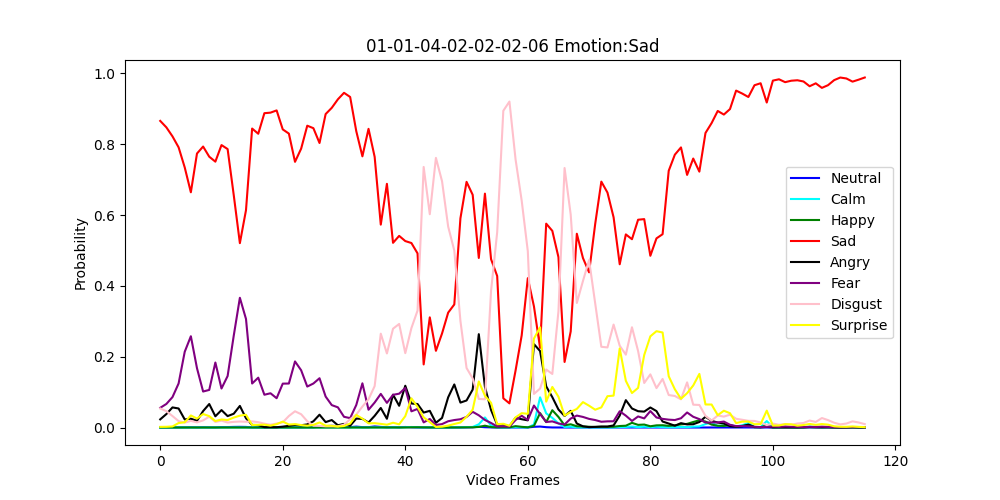 01-01-04-02-02-02-06 Emotion:Sad
1.0
0.8
0.6
0.4
0.2
0.0
Probability
0
20
40
60
80
100
120
Video Frames
Neutral
Calm
Happy
Sad
Angry
Fear
Disgust
Surprise